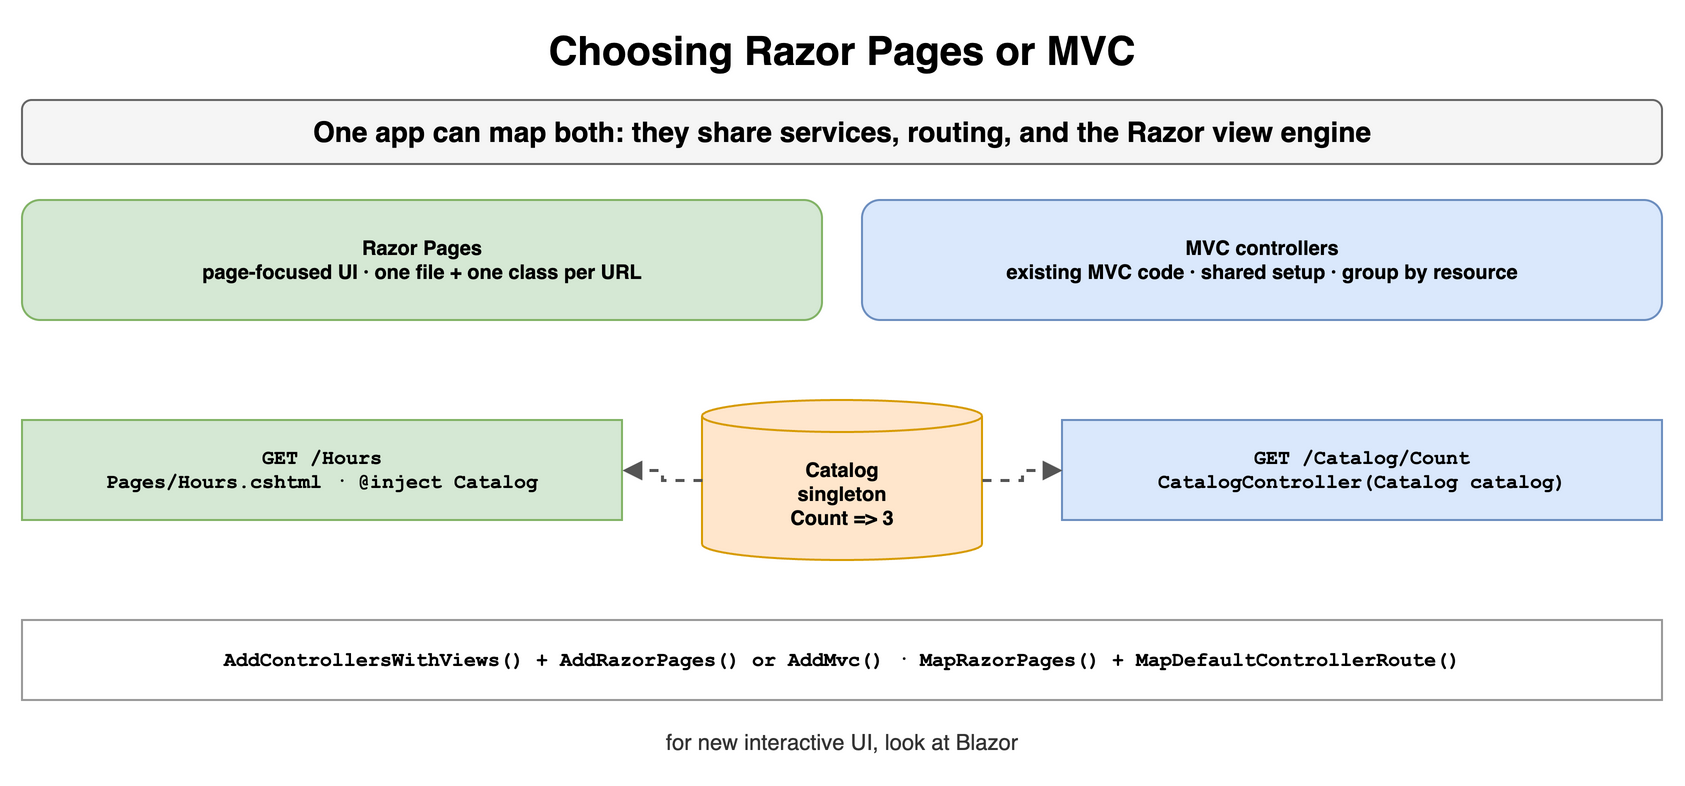 Choosing Razor Pages or MVC
One app can map both: they share services, routing, and the Razor view engine
Razor Pages
page-focused UI · one file + one class per URL
MVC controllers
existing MVC code · shared setup · group by resource
GET /Hours
Pages/Hours.cshtml · @inject Catalog
Catalog
singleton
Count => 3
GET /Catalog/Count
CatalogController(Catalog catalog)
AddControllersWithViews() + AddRazorPages() or AddMvc() · MapRazorPages() + MapDefaultControllerRoute()
for new interactive UI, look at Blazor